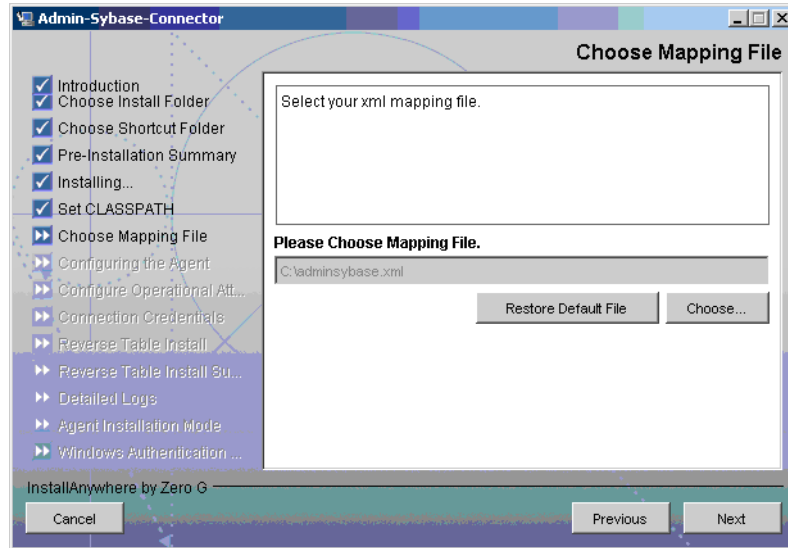 Admin-Sybase-Connector
Choose Mapping File
Introduction
Choose Install Folder
Choose Shortcut Folder
Pre-Installation Summary
Installing...
Set CLASSPATH
Choose Mapping File
Configuring the Agent
Configure Operational Att...
Connection Credentials
Reverse Table Install
Reverse Table Install Su...
Detailed Logs
Agent Installation Mode
Windows Authentication ...
Select your xml mapping file.
Please Choose Mapping File.
C:\adminsybase.xml
Restore Default File
Choose...
InstallAnywhere by Zero G
Cancel
Previous
Next